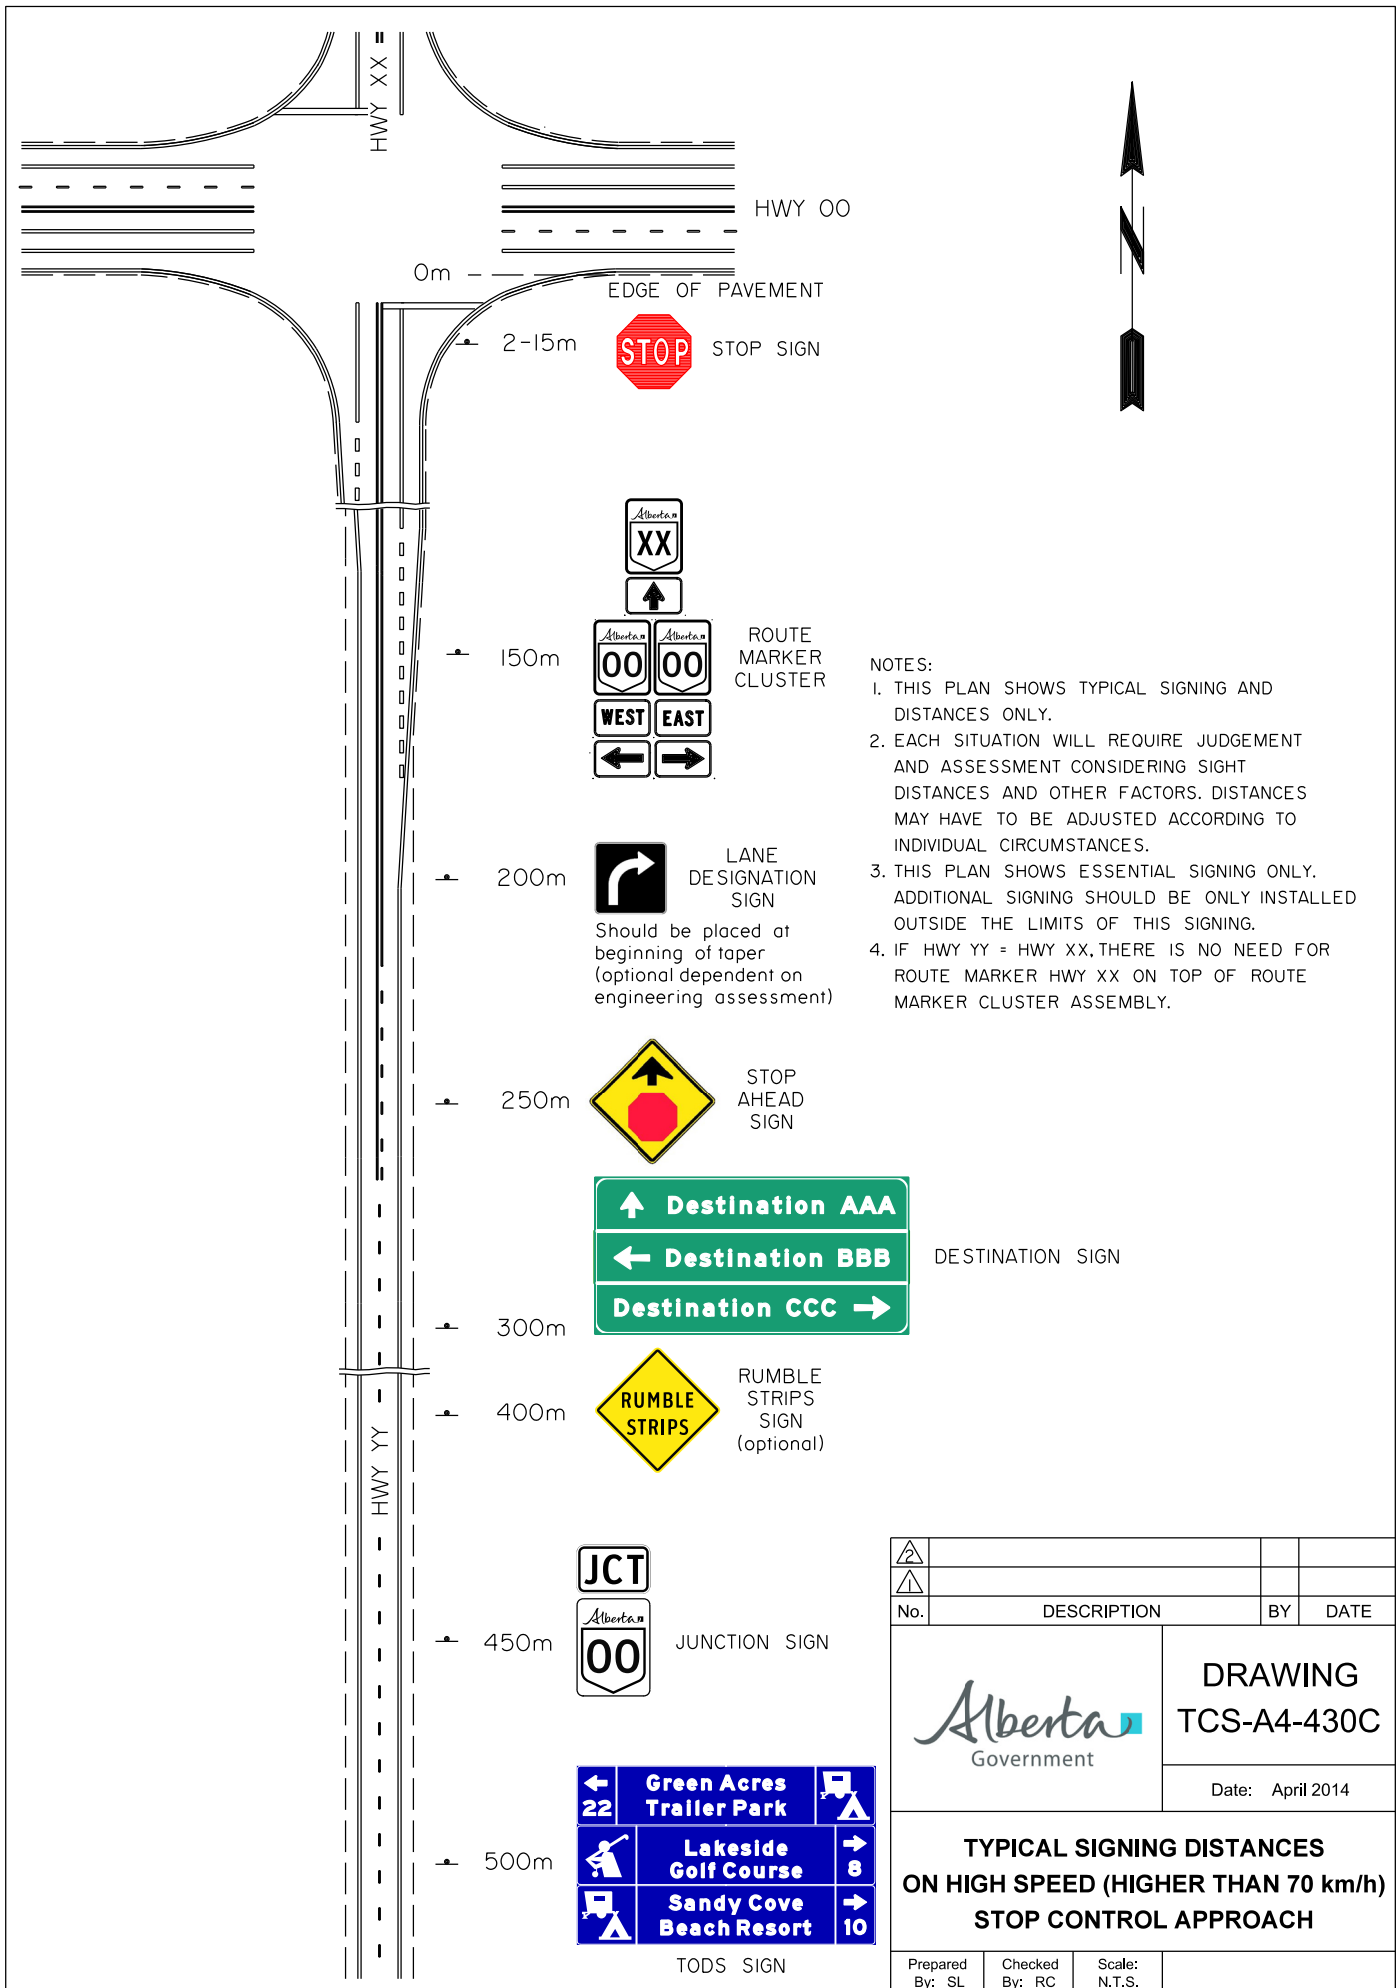 HWY XX
HWY 00
0m
EDGE OF PAVEMENT
2-15m
STOP
STOP SIGN
Alberta
XX
150m
Alberta
Alberta
00
00
WEST
EAST
ROUTE
MARKER
CLUSTER
NOTES:
1. THIS PLAN SHOWS TYPICAL SIGNING AND
DISTANCES ONLY.
2. EACH SITUATION WILL REQUIRE JUDGEMENT
AND ASSESSMENT CONSIDERING SIGHT
DISTANCES AND OTHER FACTORS. DISTANCES
MAY HAVE TO BE ADJUSTED ACCORDING TO
INDIVIDUAL CIRCUMSTANCES.
3. THIS PLAN SHOWS ESSENTIAL SIGNING ONLY.
ADDITIONAL SIGNING SHOULD BE ONLY INSTALLED
OUTSIDE THE LIMITS OF THIS SIGNING.
4. IF HWY YY = HWY XX, THERE IS NO NEED FOR
ROUTE MARKER HWY XX ON TOP OF ROUTE
MARKER CLUSTER ASSEMBLY.
200m
LANE
DESIGNATION
SIGN
Should be placed at
beginning of taper
(optional dependent on
engineering assessment)
250m
STOP
AHEAD
SIGN
Destination AAA
Destination BBB
Destination CCC
DESTINATION SIGN
300m
400m
RUMBLE
STRIPS
RUMBLE
STRIPS
SIGN
(optional)
HWY YY
JCT
Alberta
00
450m
JUNCTION SIGN
500m
22
Green Acres
Trailer Park
Lakeside
Golf Course
8
Sandy Cove
Beach Resort
10
TODS SIGN
2
1
No. DESCRIPTION BY DATE
Alberta
Government
DRAWING
TCS-A4-430C
Date: April 2014
TYPICAL SIGNING DISTANCES
ON HIGH SPEED (HIGHER THAN 70 km/h)
STOP CONTROL APPROACH
Prepared
By: SL
Checked
By: RC
Scale:
N.T.S.
N